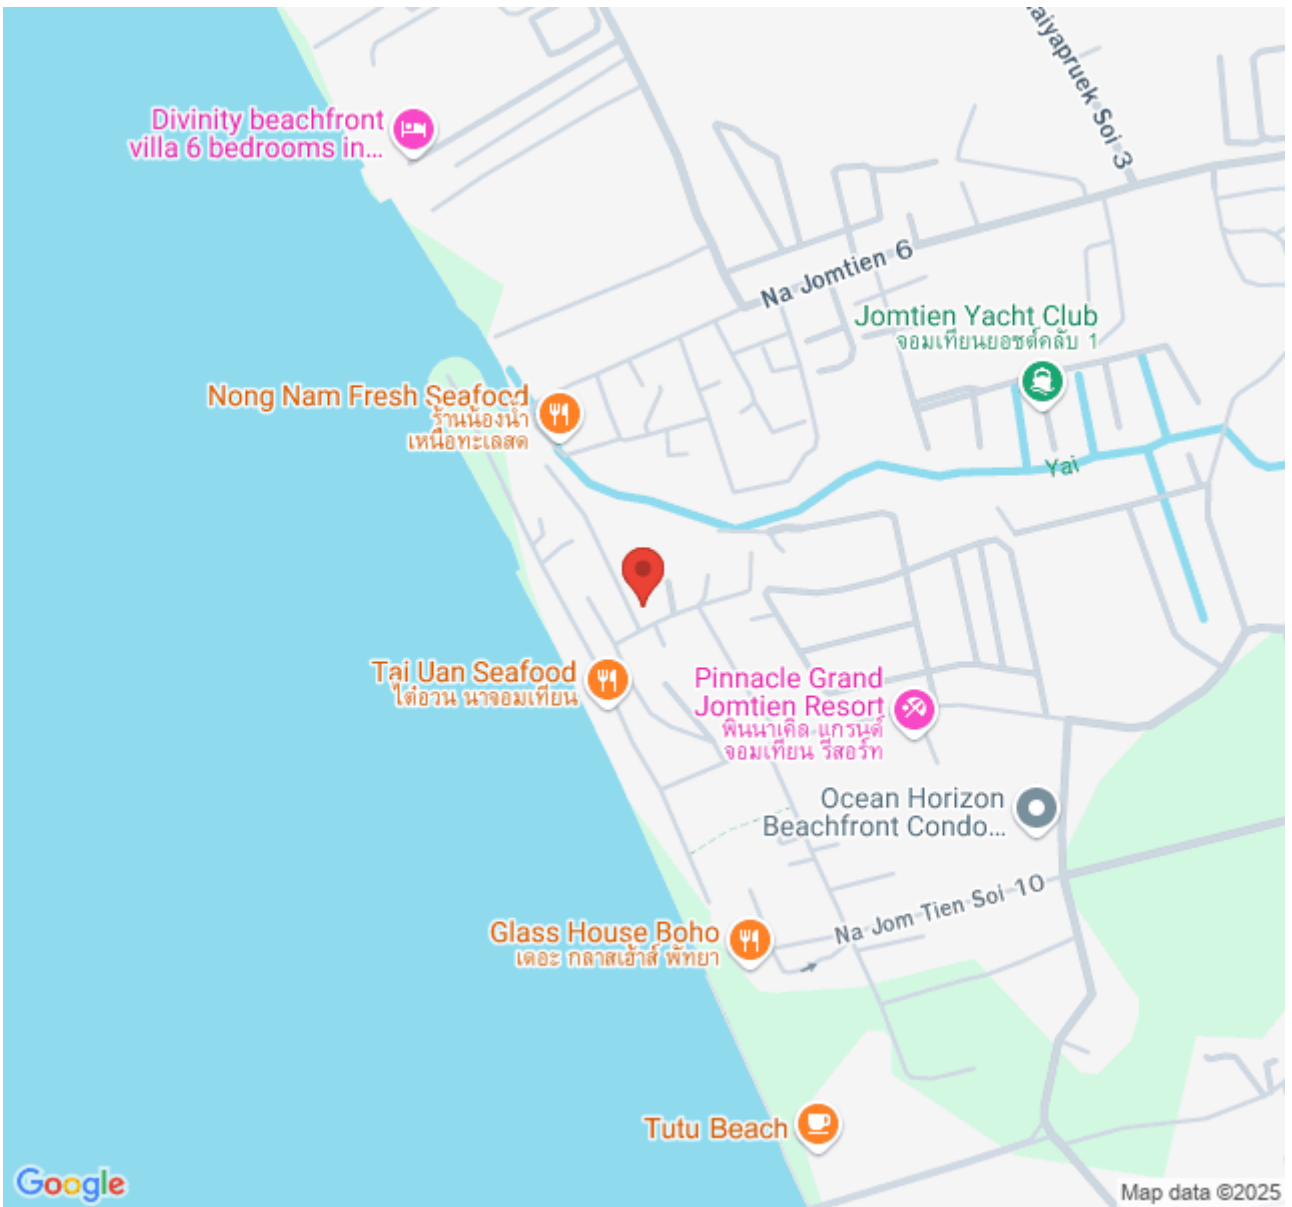 aiyapruek Soi 3
Divinity beachfront
villa 6 bedrooms in...
Na Jomtien 6
Jomtien Yacht Club
จอมเทียนยอชต์คลับ 1
Nong Nam Fresh Seafood
ร้านน้องน้ำ
เหนือทะเลสด
Yai
Tai Uan Seafood
ไต๋อวน นาจอมเทียน
Pinnacle Grand
Jomtien Resort
พินนาเคิล แกรนด์
จอมเทียน รีสอร์ท
Ocean Horizon
Beachfront Condo...
Na Jom Tien Soi 10
Glass House Boho
เดอะ กลาสเฮ้าส์ พัทยา
Tutu Beach
Google
Map data ©2025